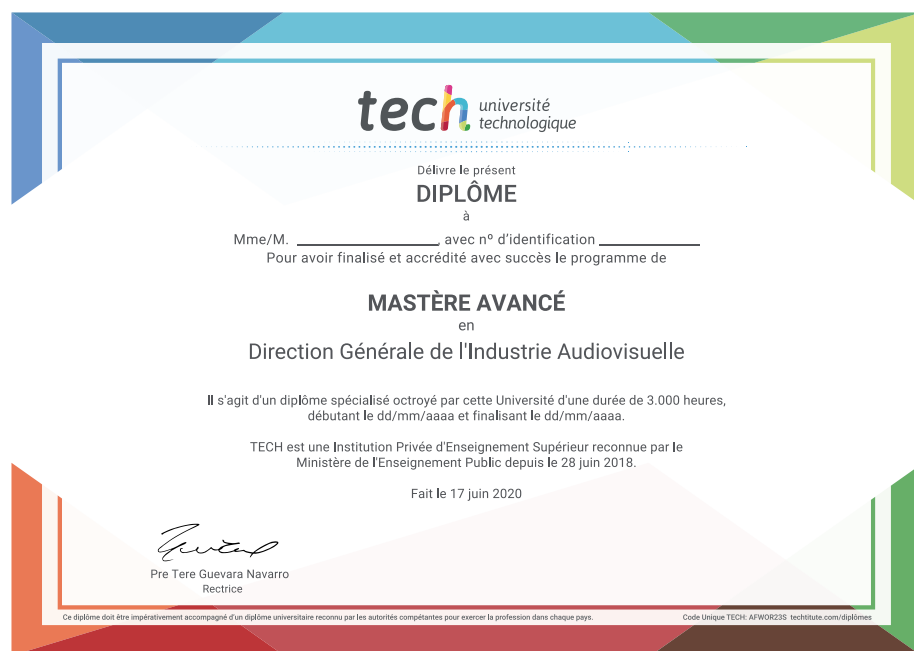 tech université
technologique
Délivre le présent
DIPLÔME
à
Mme/M. ____________________, avec nº d'identification ______________
Pour avoir finalisé et accrédité avec succès le programme de
MASTÈRE AVANCÉ
en
Direction Générale de l'Industrie Audiovisuelle
Il s'agit d'un diplôme spécialisé octroyé par cette Université d'une durée de 3.000 heures,
débutant le dd/mm/aaaa et finalisant le dd/mm/aaaa.
TECH est une Institution Privée d'Enseignement Supérieur reconnue par le
Ministère de l'Enseignement Public depuis le 28 juin 2018.
Fait le 17 juin 2020
Pre Tere Guevara Navarro
Rectrice
Ce diplôme doit être impérativement accompagné d'un diplôme universitaire reconnu par les autorités compétantes pour exercer la profession dans chaque pays.
Code Unique TECH: AFWOR23S techtitute.com/diplômes